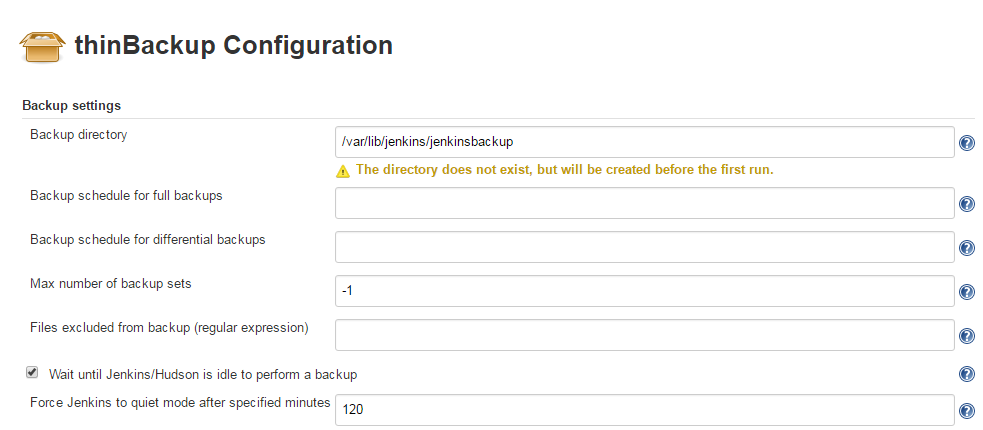 thinBackup Configuration
Backup settings
Backup directory
/var/lib/jenkins/jenkinsbackup
The directory does not exist, but will be created before the first run.
Backup schedule for full backups
Backup schedule for differential backups
Max number of backup sets
-1
Files excluded from backup (regular expression)
Wait until Jenkins/Hudson is idle to perform a backup
Force Jenkins to quiet mode after specified minutes
120